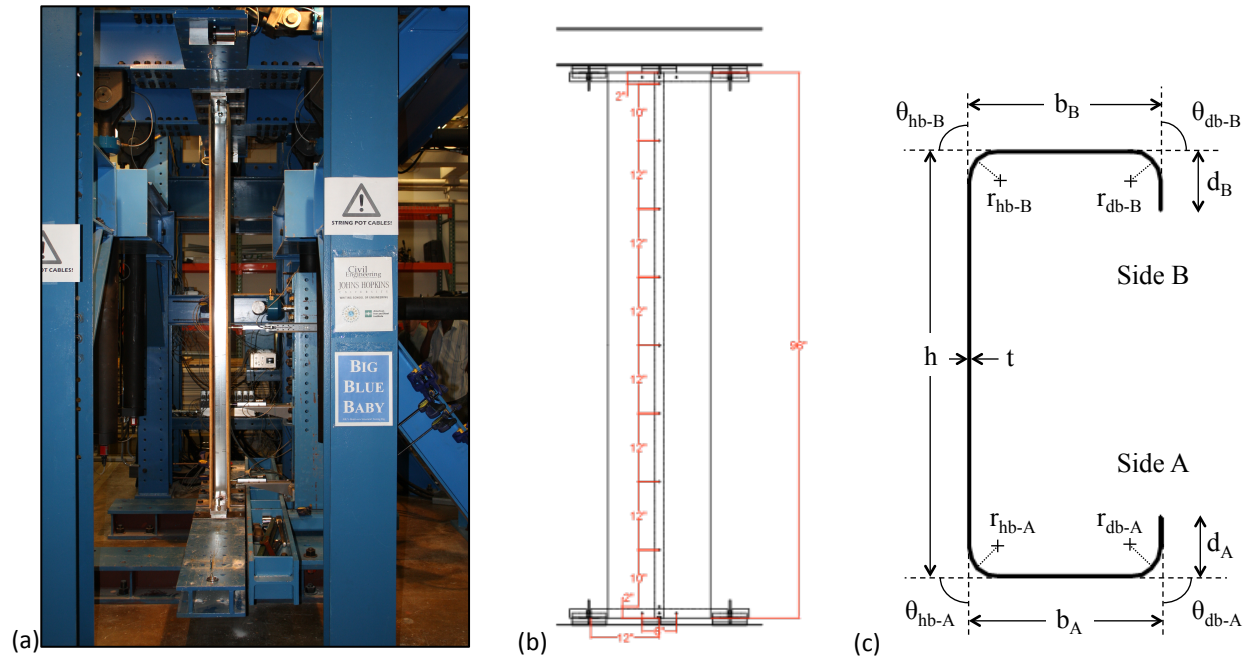 STRING POT CABLES!
OT CABLES!
Civil
Engineering
JOHNS HOPKINS
BIG
BLUE
BABY
(a)
2"
10"
12"
12"
12"
12"
12"
12"
10"
2"
12"
96"
(b)
θhb-B
bB
θdb-B
rhb-B
rdb-B
dB
Side B
h
t
Side A
rhb-A
rdb-A
dA
θhb-A
bA
θdb-A
(c)